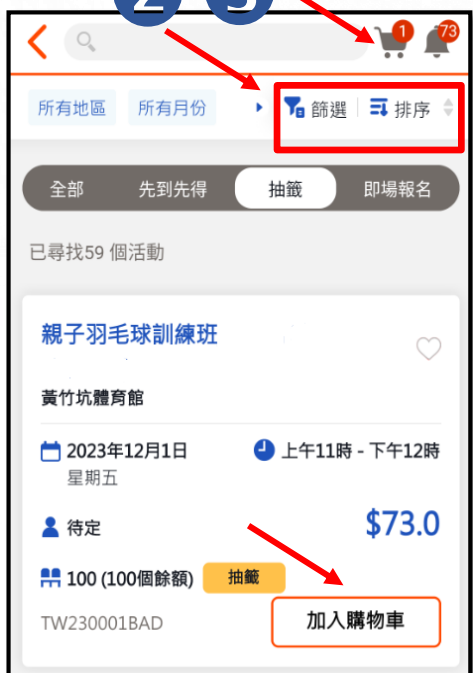 2 3
1 73
所有地區 所有月份 篩選 排序
全部 先到先得 抽籤 即場報名
已尋找59 個活動
親子羽毛球訓練班
黃竹坑體育館
2023年12月1日 上午11時 - 下午12時
星期五
待定 $73.0
100 (100個餘額) 抽籤
TW230001BAD 加入購物車